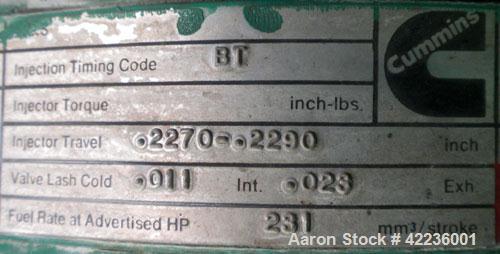 Injection Timing Code BT
Cummins
Injector Torque inch-lbs.
Injector Travel .2270-.2290 inch
Valve Lash Cold .011 Int. .023 Exh.
Fuel Rate at Advertised HP 231 mm³/stroke
Aaron Stock # 42236001